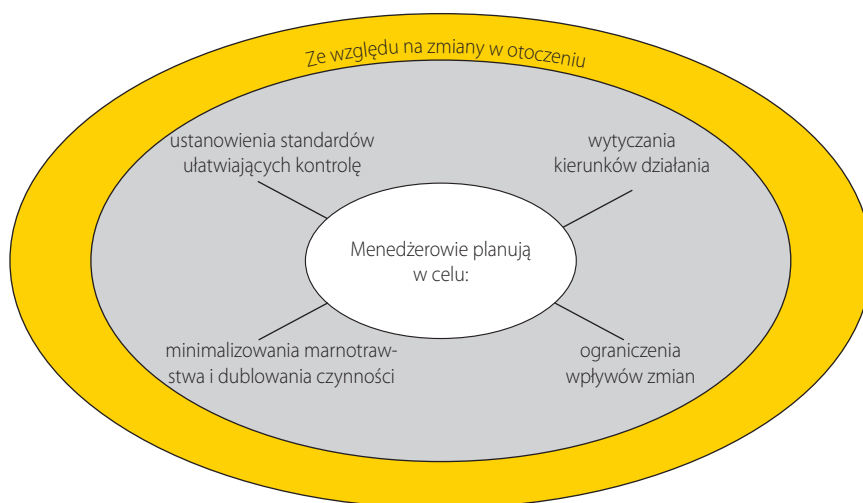 Ze względu na zmiany w otoczeniu
ustanowienia standardów
ułatwiających kontrolę
wytyczania
kierunków działania
Menedżerowie planują
w celu:
minimalizowania marnotraw-
stwa i dublowania czynności
ograniczenia
wpływów zmian